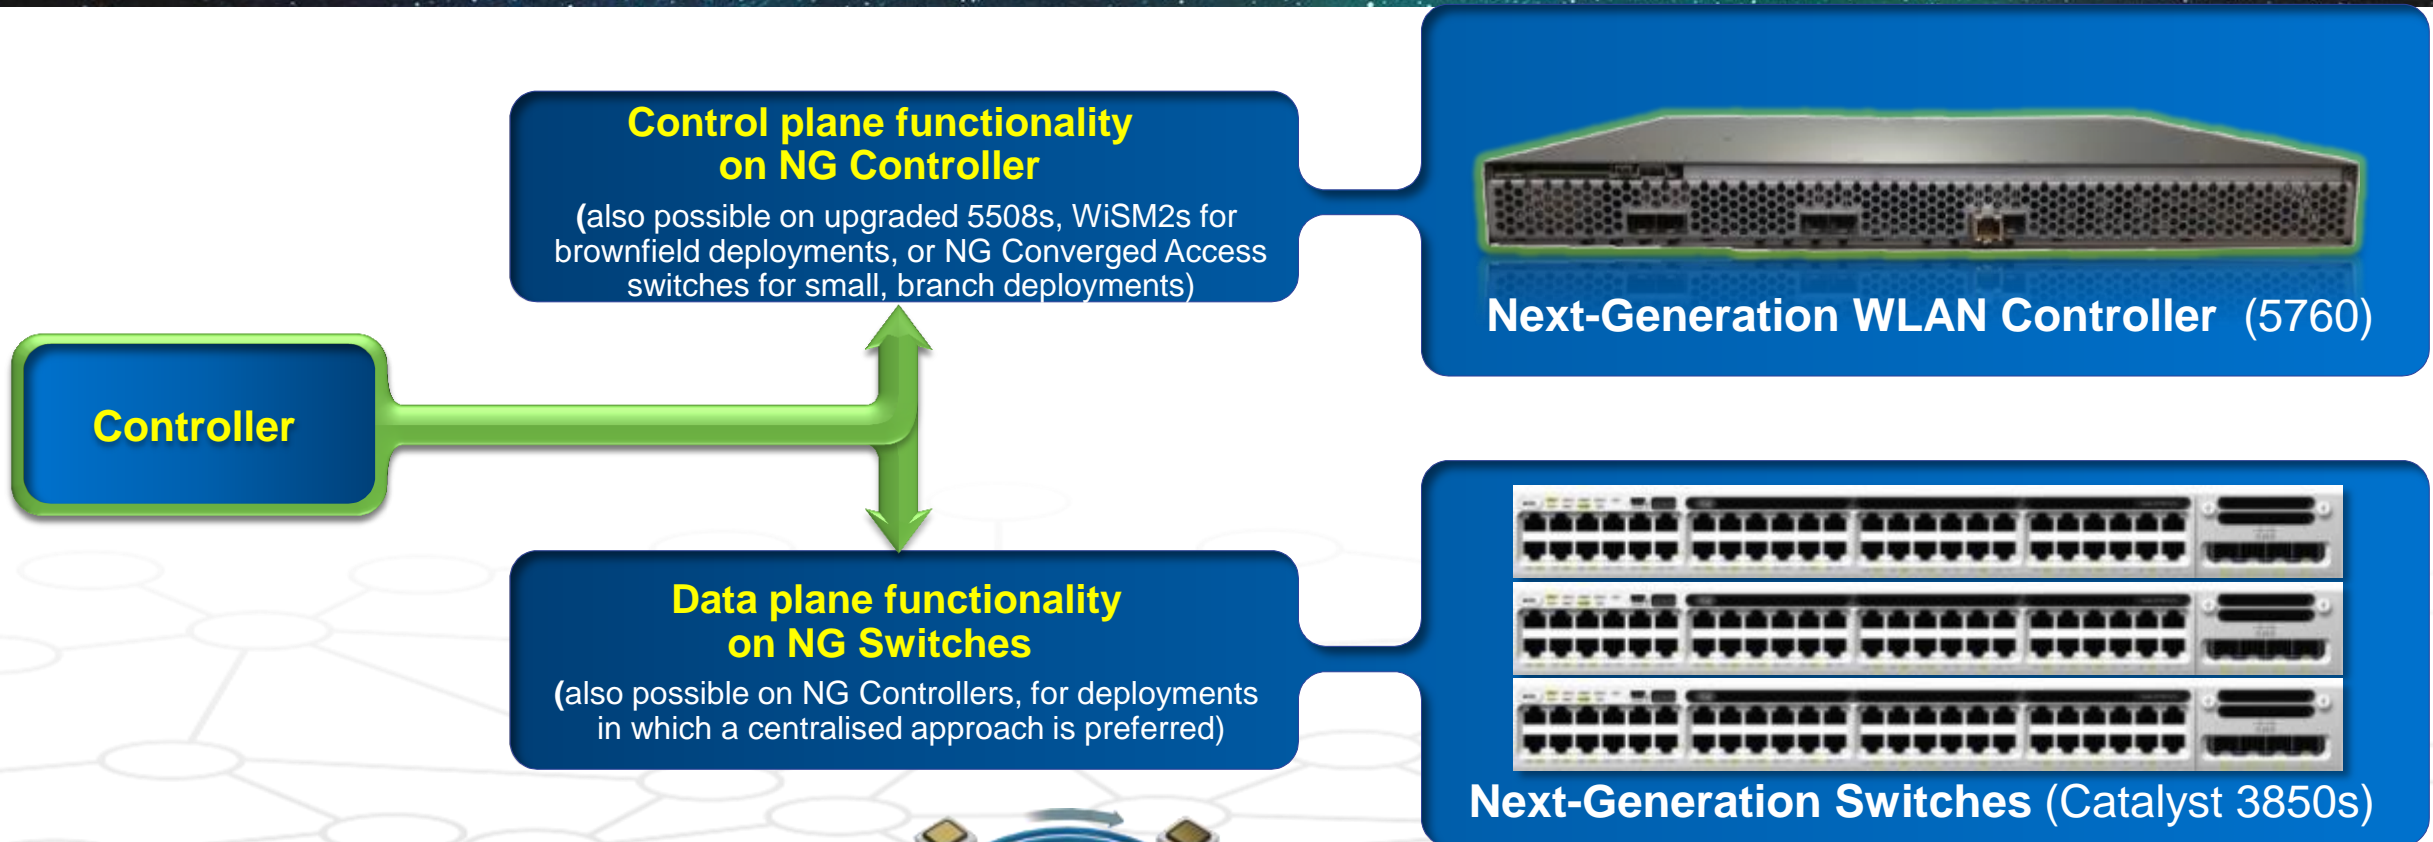 Control plane functionality
on NG Controller
(also possible on upgraded 5508s, WiSM2s for
brownfield deployments, or NG Converged Access
switches for small, branch deployments)
Next-Generation WLAN Controller (5760)
Controller
Data plane functionality
on NG Switches
(also possible on NG Controllers, for deployments
in which a centralised approach is preferred)
Next-Generation Switches (Catalyst 3850s)